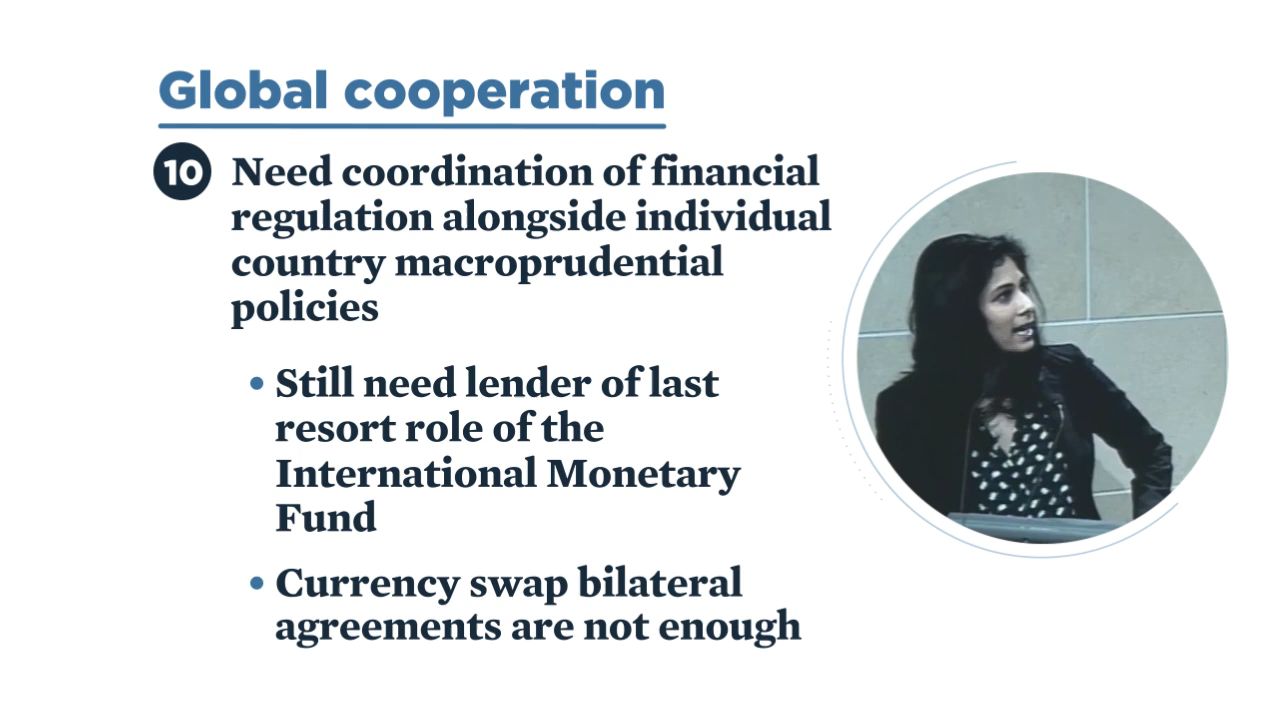 Global cooperation
10 Need coordination of financial
regulation alongside individual
country macroprudential
policies
• Still need lender of last
resort role of the
International Monetary
Fund
• Currency swap bilateral
agreements are not enough